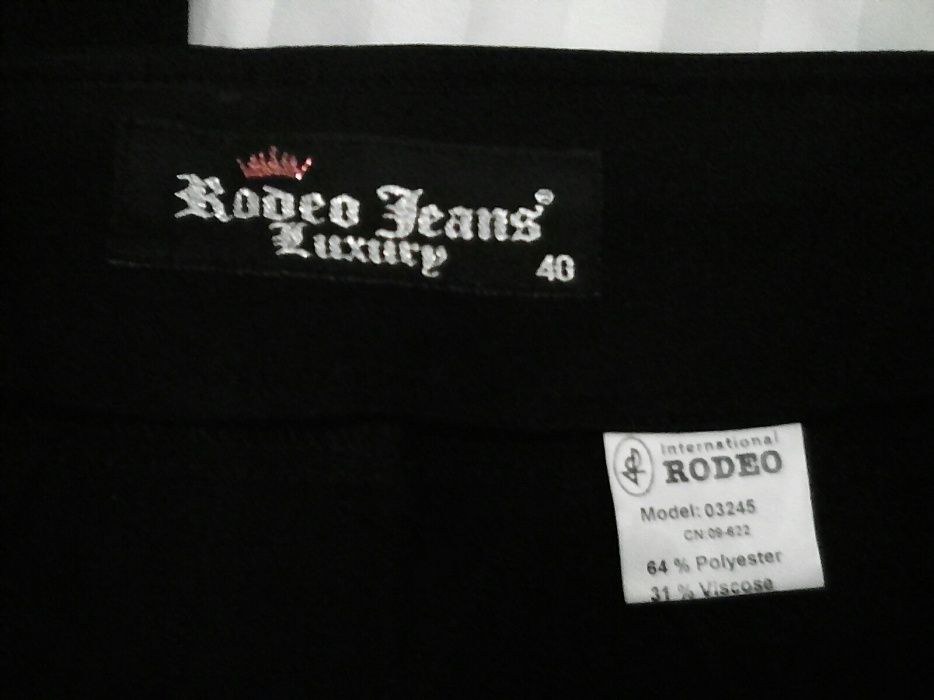 Rodeo Jeans®
Luxury
40
International
RODEO
Model: 03245
CN:09-622
64 % Polyester
31 % Viscose